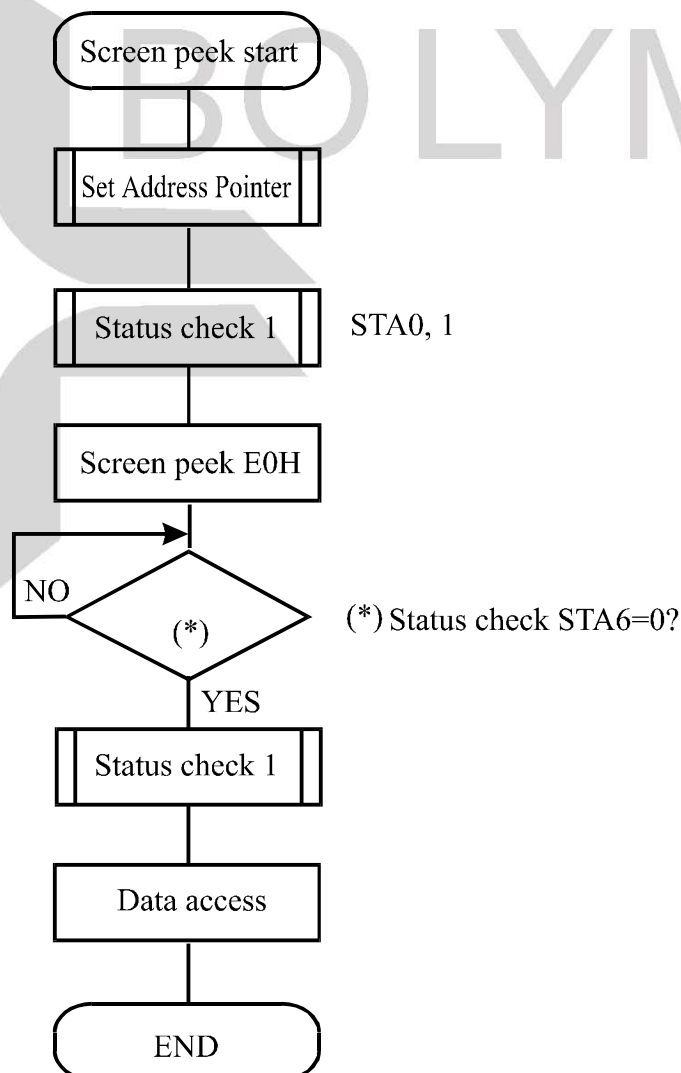 BOLYM
Screen peek start
Set Address Pointer
Status check 1
STA0, 1
Screen peek E0H
NO
(*)
(*) Status check STA6=0?
YES
Status check 1
Data access
END